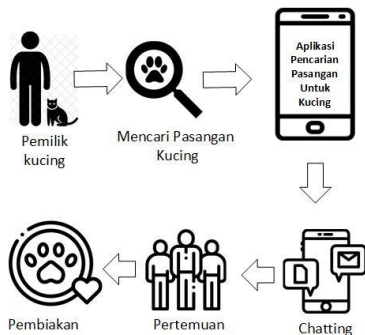 Pemilik
kucing
Mencari Pasangan
Kucing
Aplikasi
Pencarian
Pasangan
Untuk
Kucing
Pembiakan
Pertemuan
Chatting